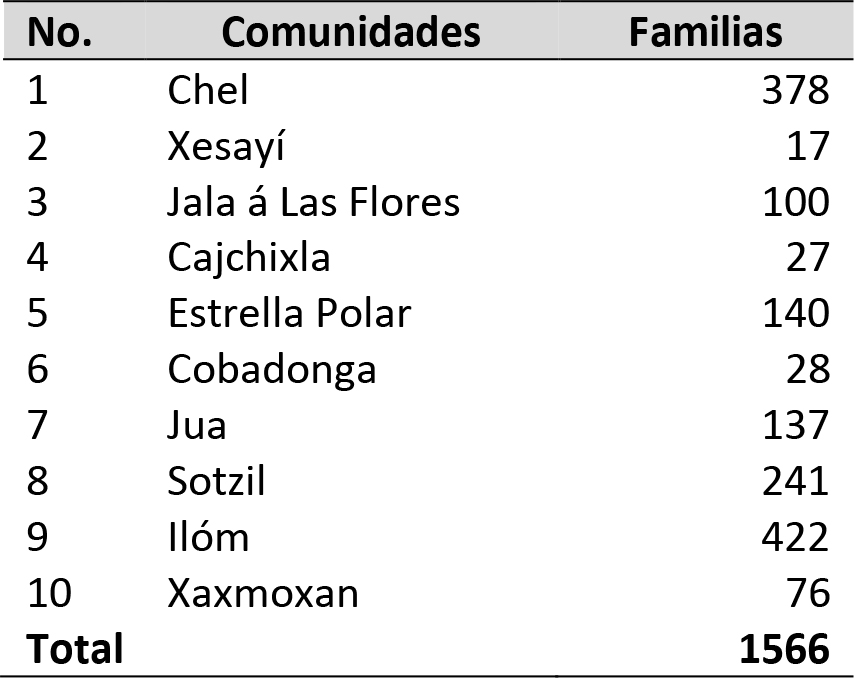 No. Comunidades Familias
1 Chel 378
2 Xesayí 17
3 Jala á Las Flores 100
4 Cajchixla 27
5 Estrella Polar 140
6 Cobadonga 28
7 Jua 137
8 Sotzil 241
9 Ilóm 422
10 Xaxmoxan 76
Total 1566